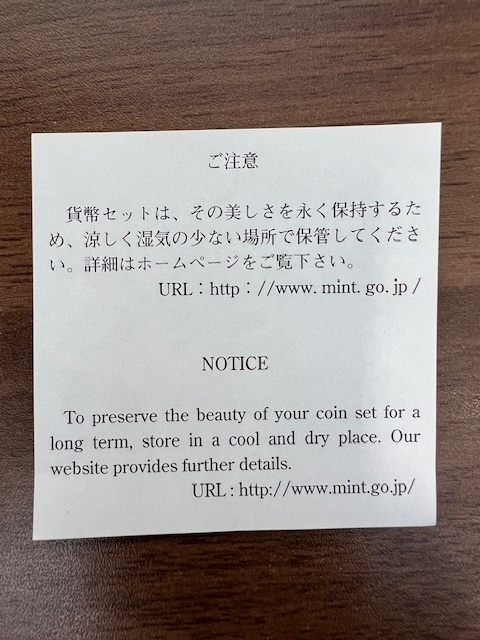 ご注意
貨幣セットは、その美しさを永く保持するた
め、涼しく湿気の少ない場所で保管してくださ
い。詳細はホームページをご覧下さい。
URL：http：//www. mint. go. jp /
NOTICE
To preserve the beauty of your coin set for a
long term, store in a cool and dry place. Our
website provides further details.
URL : http://www.mint.go.jp/